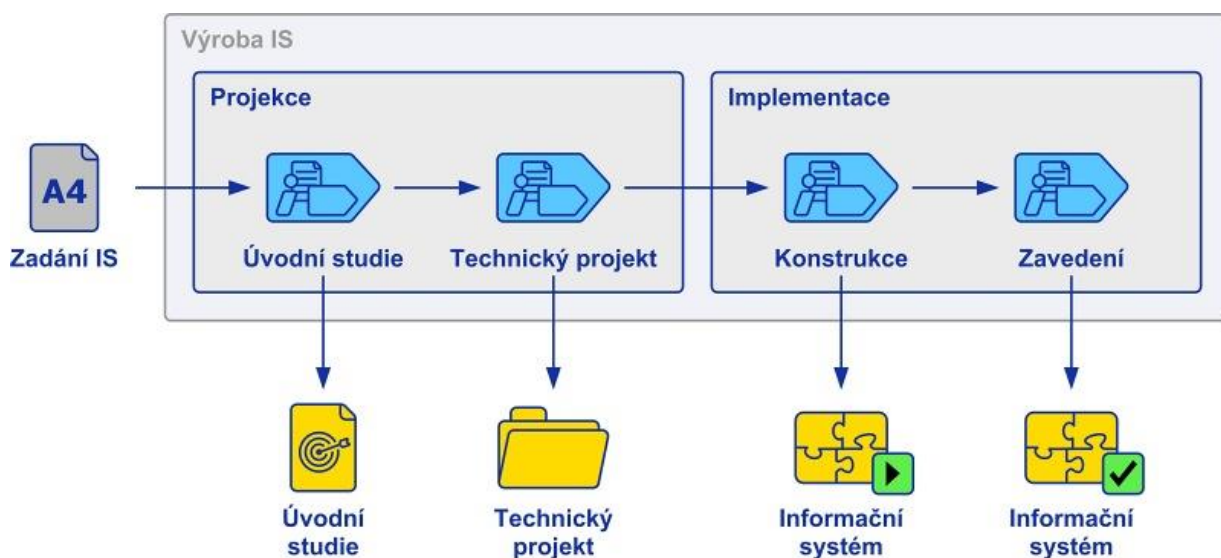 Výroba IS
Projekce
Implementace
A4
Zadání IS
Úvodní studie
Technický projekt
Konstrukce
Zavedení
Úvodní
studie
Technický
projekt
Informační
systém
Informační
systém